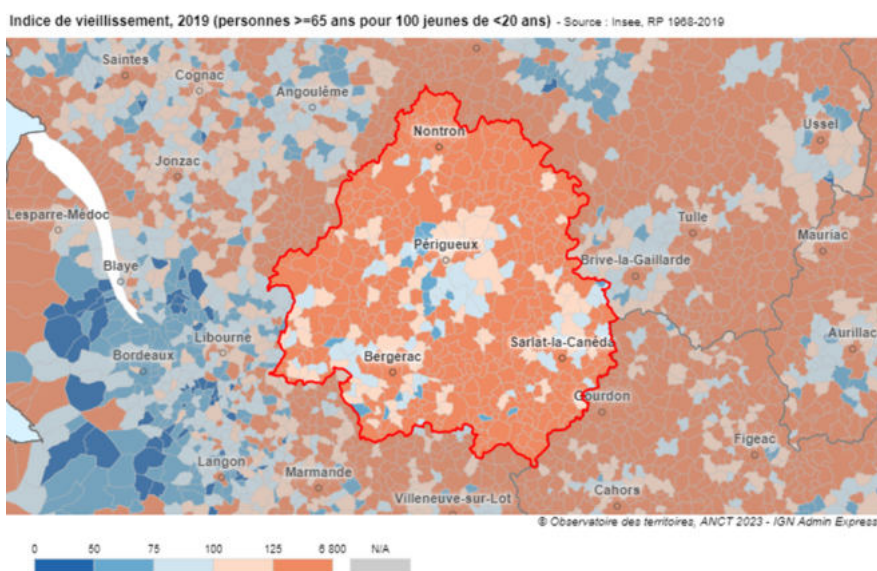 Indice de vieillissement, 2019 (personnes >=65 ans pour 100 jeunes de <20 ans) - Source : Insee, RP 1968-2019
Saintes
Cognac
Angoulême
Ussel
Nontron
Jonzac
Lesparre-Médoc
Tulle
Mauriac
Périgueux
Brive-la-Gaillarde
Blaye
Libourne
Aurillac
Bordeaux
Bergerac
Sarlat-la-Canéda
Gourdon
Figeac
Langon
Marmande
Villeneuve-sur-Lot
Cahors
© Observatoire des territoires, ANCT 2023 - IGN Admin Express
0 50 75 100 125 6 800 N/A